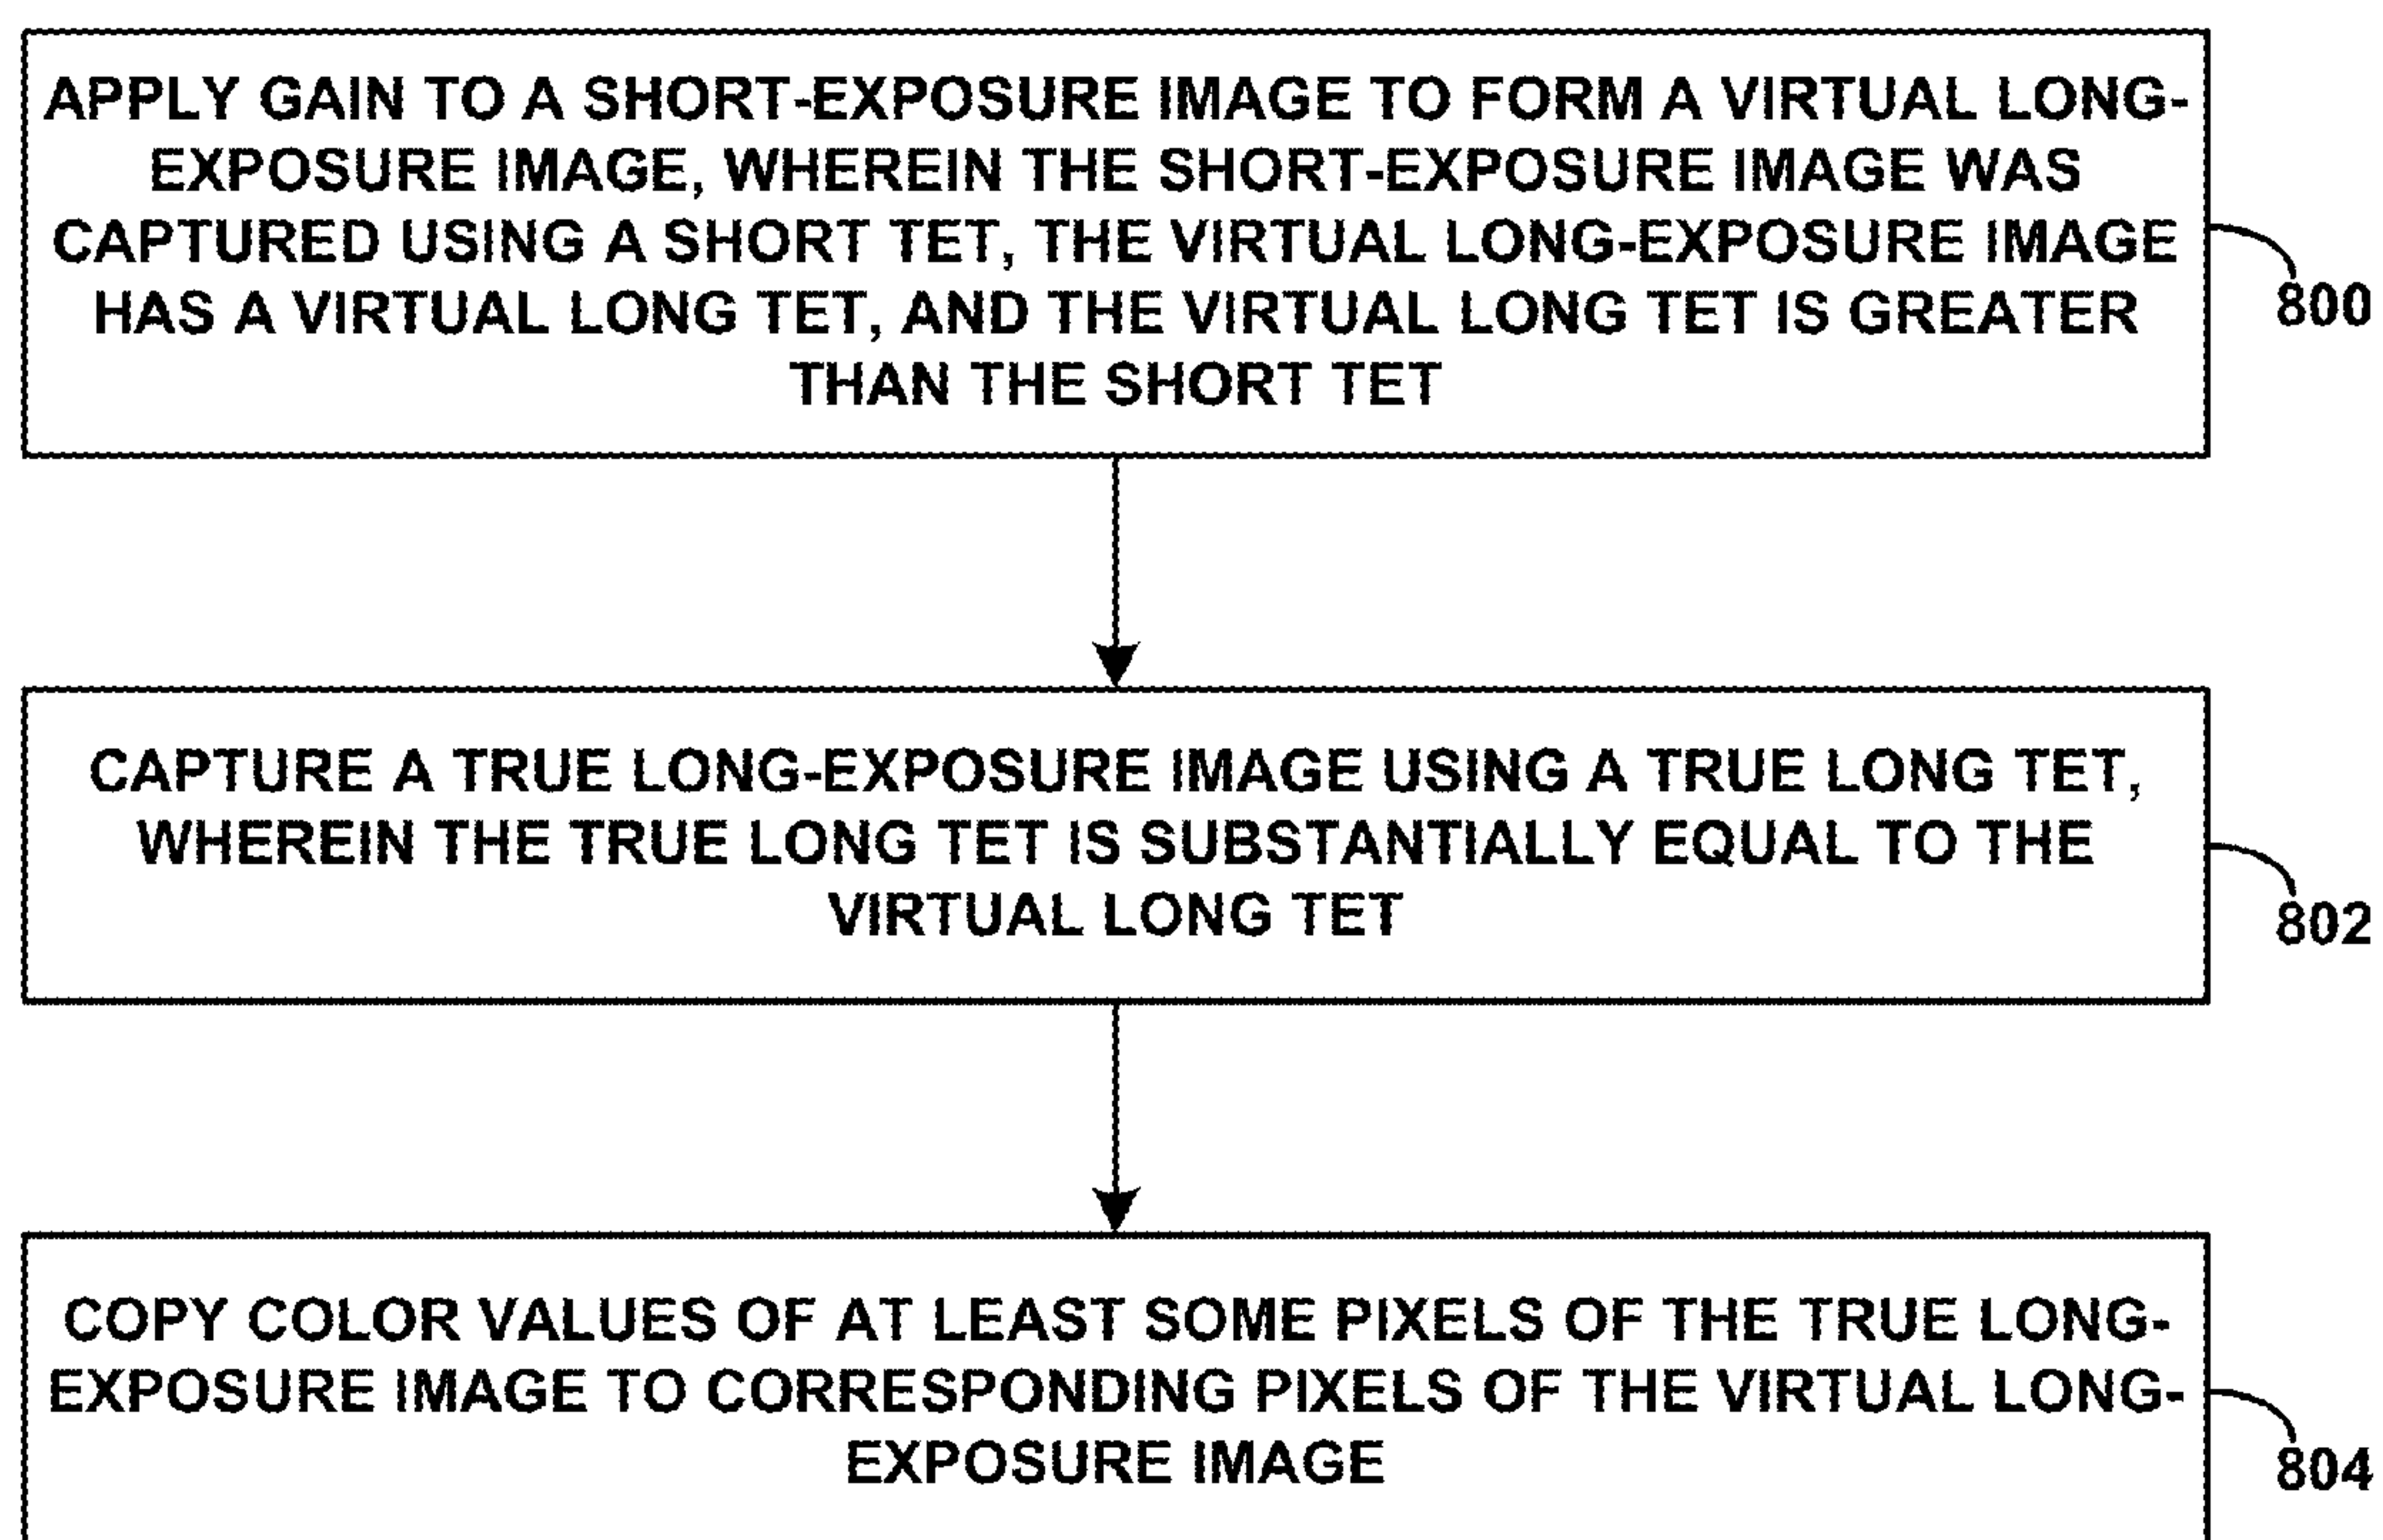 APPLY GAIN TO A SHORT-EXPOSURE IMAGE TO FORM A VIRTUAL LONG-
EXPOSURE IMAGE, WHEREIN THE SHORT-EXPOSURE IMAGE WAS
CAPTURED USING A SHORT TET, THE VIRTUAL LONG-EXPOSURE IMAGE
HAS A VIRTUAL LONG TET, AND THE VIRTUAL LONG TET IS GREATER
THAN THE SHORT TET
800
CAPTURE A TRUE LONG-EXPOSURE IMAGE USING A TRUE LONG TET,
WHEREIN THE TRUE LONG TET IS SUBSTANTIALLY EQUAL TO THE
VIRTUAL LONG TET
802
COPY COLOR VALUES OF AT LEAST SOME PIXELS OF THE TRUE LONG-
EXPOSURE IMAGE TO CORRESPONDING PIXELS OF THE VIRTUAL LONG-
EXPOSURE IMAGE
804